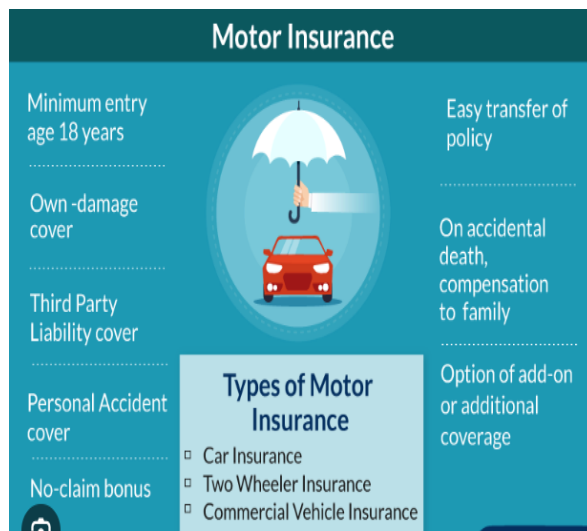 Motor Insurance
Minimum entry
age 18 years
Own -damage
cover
Third Party
Liability cover
Personal Accident
cover
No-claim bonus
Easy transfer of
policy
On accidental
death,
compensation
to family
Option of add-on
or additional
coverage
Types of Motor
Insurance
Car Insurance
Two Wheeler Insurance
Commercial Vehicle Insurance